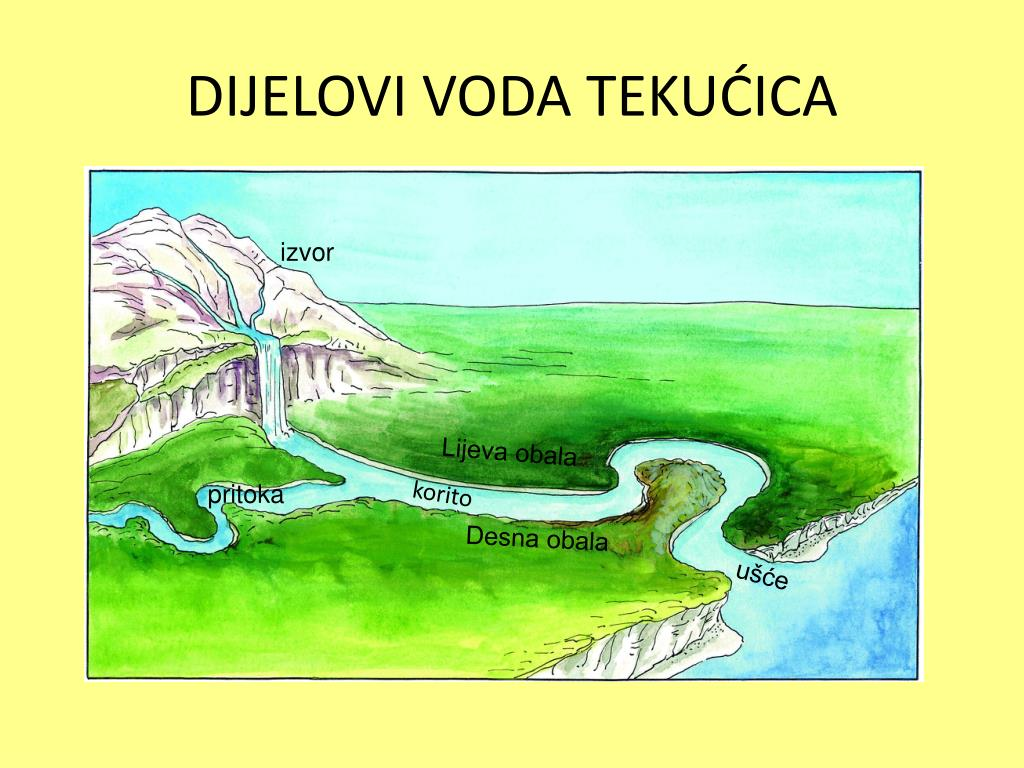 DIJELOVI VODA TEKUĆICA
izvor
Lijeva obala
pritoka
korito
Desna obala
ušće